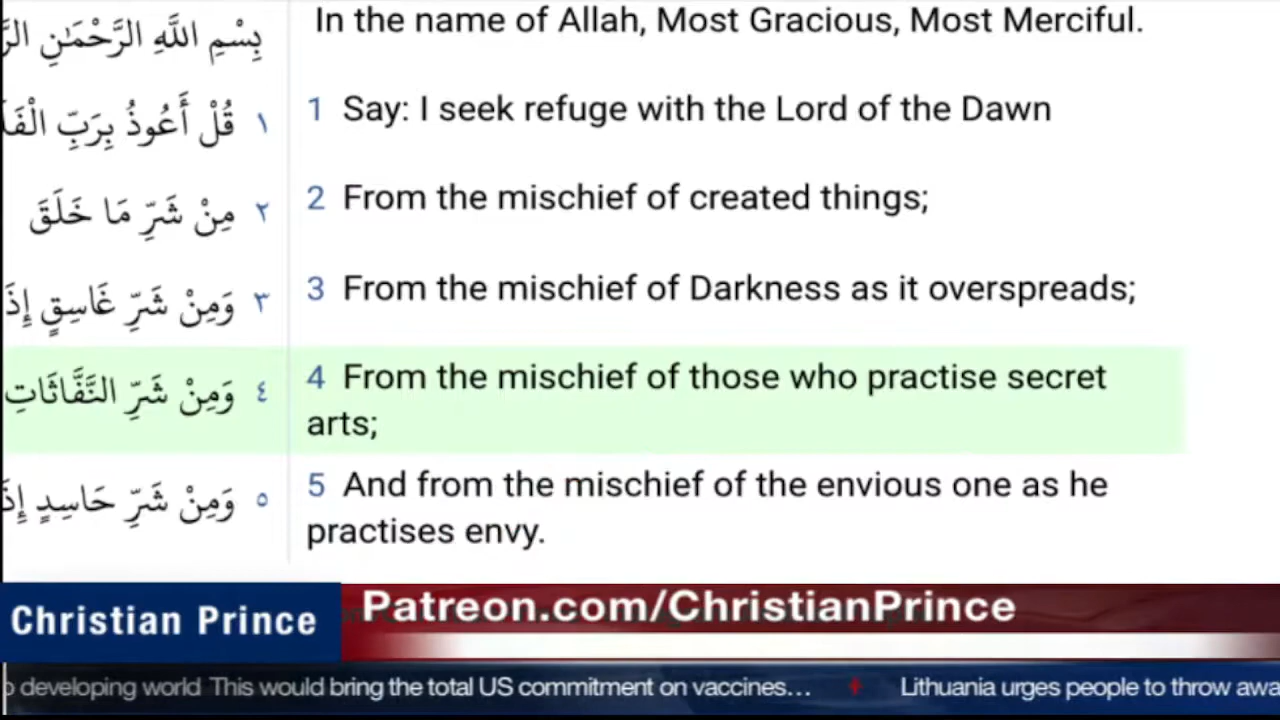 بِسْمِ اللَّهِ الرَّحْمَٰنِ
In the name of Allah, Most Gracious, Most Merciful.
١ قُلْ أَعُوذُ بِرَبِّ
1 Say: I seek refuge with the Lord of the Dawn
٢ مِنْ شَرِّ مَا خَلَقَ
2 From the mischief of created things;
٣ وَمِنْ شَرِّ غَاسِقٍ
3 From the mischief of Darkness as it overspreads;
٤ وَمِنْ شَرِّ النَّفَّاثَاتِ
4 From the mischief of those who practise secret
arts;
٥ وَمِنْ شَرِّ حَاسِدٍ
5 And from the mischief of the envious one as he
practises envy.
Christian Prince
Patreon.com/ChristianPrince
developing world This would bring the total US commitment on vaccines... Lithuania urges people to throw